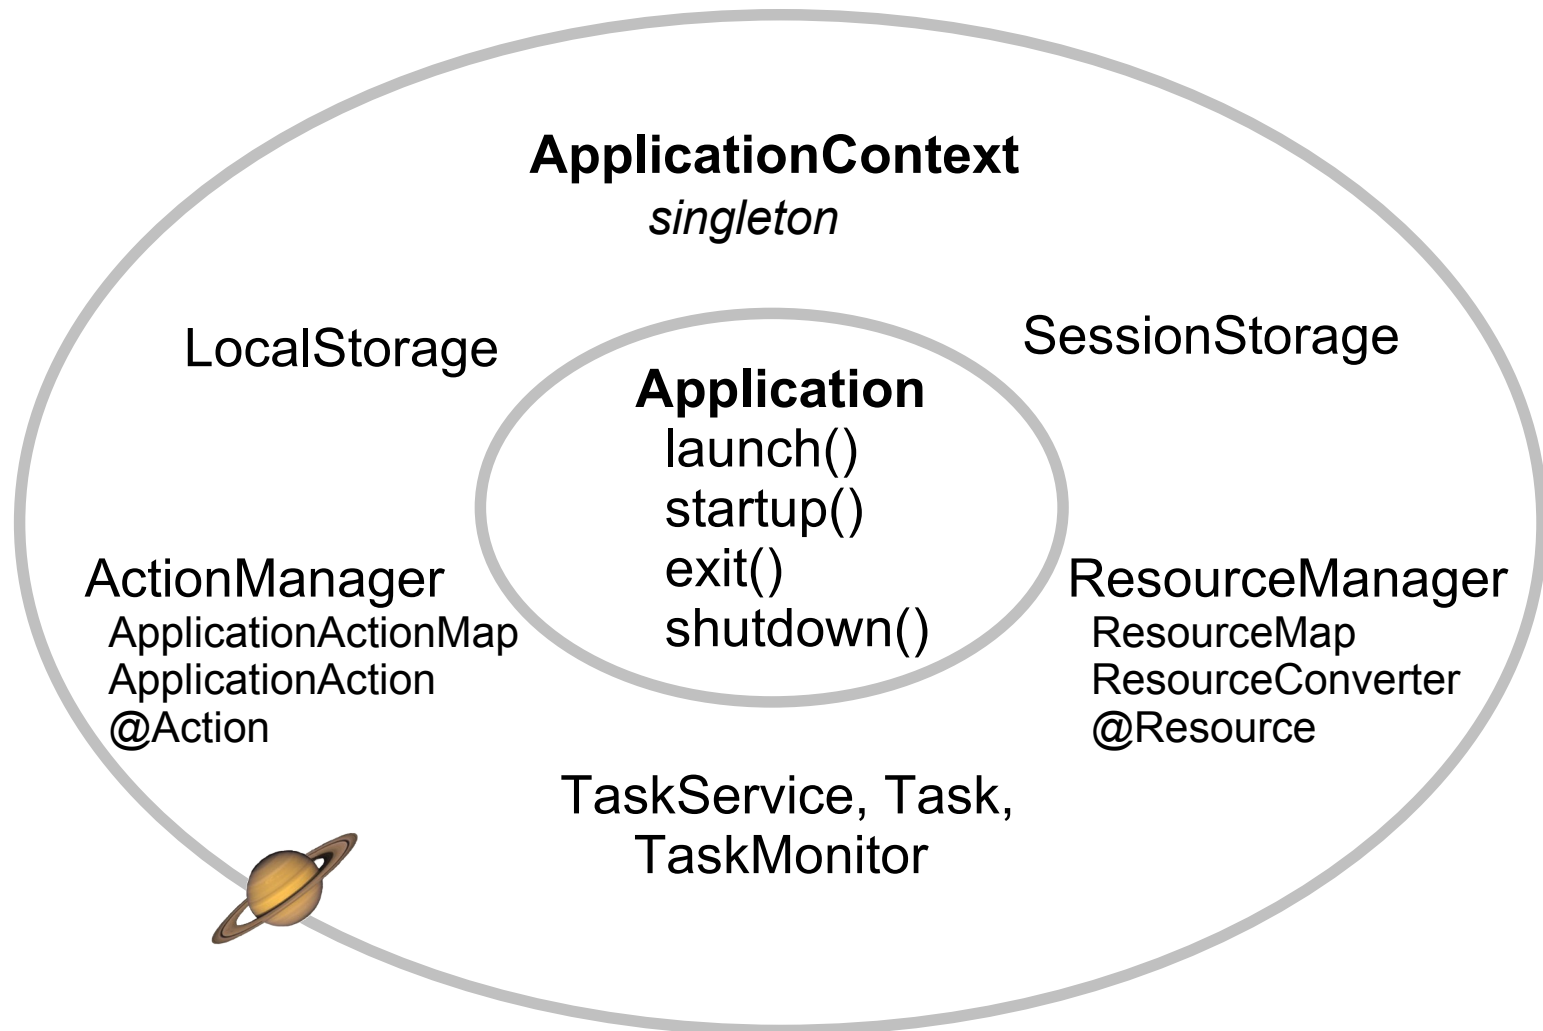 ApplicationContext
singleton
LocalStorage
SessionStorage
Application
launch()
startup()
exit()
shutdown()
ActionManager
ApplicationActionMap
ApplicationAction
@Action
ResourceManager
ResourceMap
ResourceConverter
@Resource
TaskService, Task,
TaskMonitor